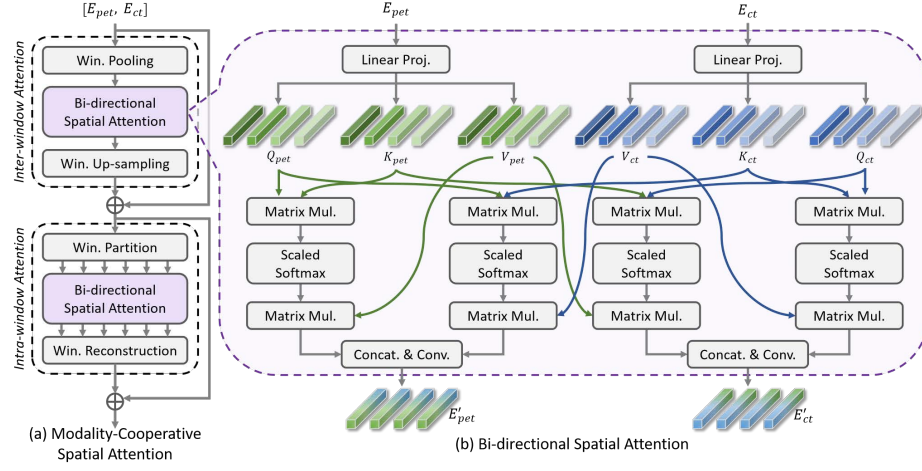 [E_pet, E_ct]
Inter-window Attention
Win. Pooling
Bi-directional
Spatial Attention
Win. Up-sampling
Intra-window Attention
Win. Partition
Bi-directional
Spatial Attention
Win. Reconstruction
(a) Modality-Cooperative
Spatial Attention
E_pet
E_ct
Linear Proj.
Linear Proj.
Q_pet
K_pet
V_pet
V_ct
K_ct
Q_ct
Matrix Mul.
Matrix Mul.
Matrix Mul.
Matrix Mul.
Scaled
Softmax
Scaled
Softmax
Scaled
Softmax
Scaled
Softmax
Matrix Mul.
Matrix Mul.
Matrix Mul.
Matrix Mul.
Concat. & Conv.
Concat. & Conv.
E'_pet
E'_ct
(b) Bi-directional Spatial Attention